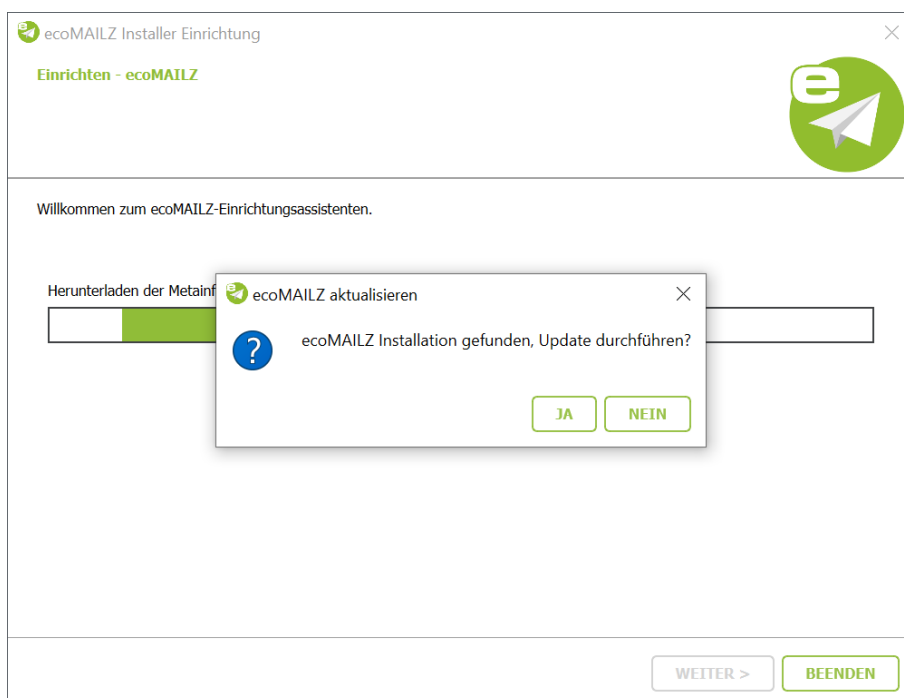 ecoMAILZ Installer Einrichtung
Einrichten - ecoMAILZ
e
Willkommen zum ecoMAILZ-Einrichtungsassistenten.
Herunterladen der Metainf
ecoMAILZ aktualisieren
ecoMAILZ Installation gefunden, Update durchführen?
JA NEIN
WEITER > BEENDEN